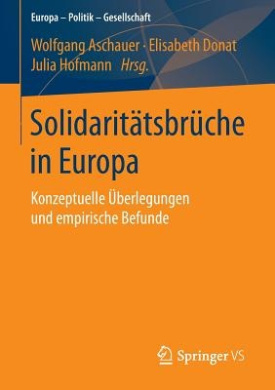 Europa – Politik – Gesellschaft
Wolfgang Aschauer · Elisabeth Donat
Julia Hofmann Hrsg.
Solidaritätsbrüche
in Europa
Konzeptuelle Überlegungen
und empirische Befunde
Springer VS